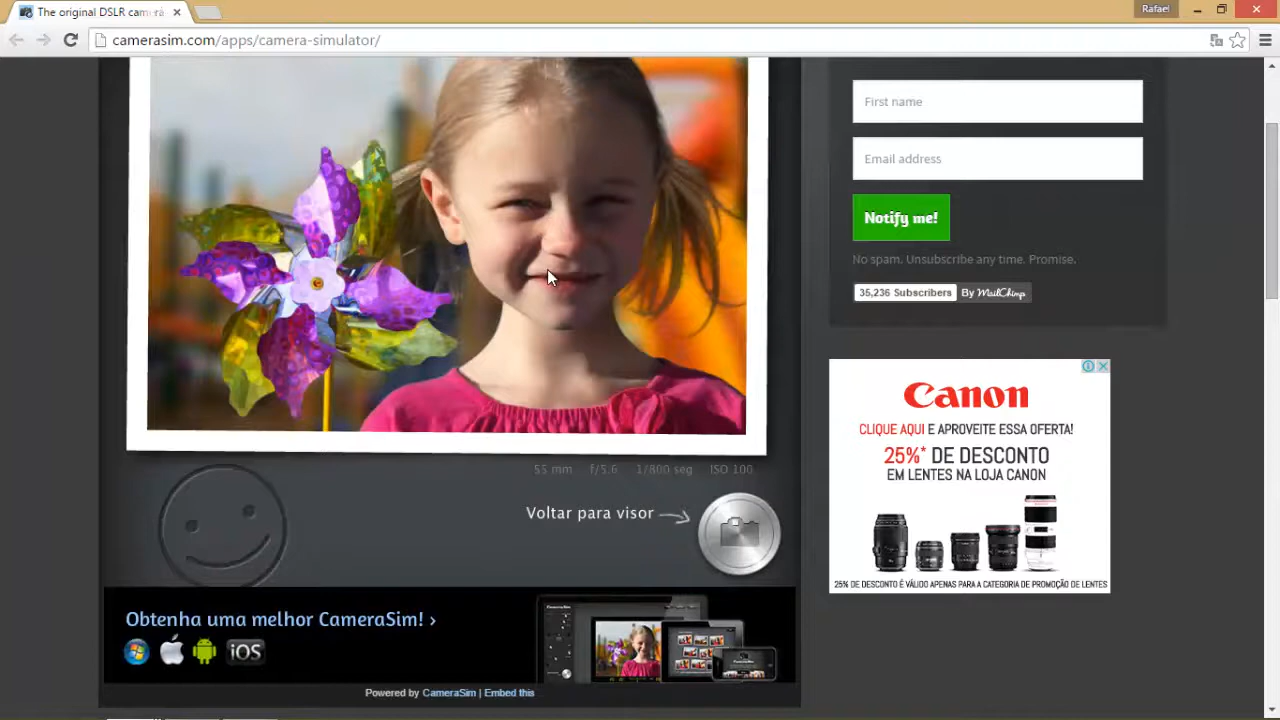 The original DSLR camera
Rafael
camerasim.com/apps/camera-simulator/
First name
Email address
Notify me!
No spam. Unsubscribe any time. Promise.
35,236 Subscribers By MailChimp
Canon
CLIQUE AQUI E APROVEITE ESSA OFERTA!
25%* DE DESCONTO
EM LENTES NA LOJA CANON
25% DE DESCONTO É VÁLIDO APENAS PARA A CATEGORIA DE PROMOÇÃO DE LENTES
55 mm f/5.6 1/800 seg ISO 100
Voltar para visor
Obtenha uma melhor CameraSim! ›
iOS
Powered by CameraSim | Embed this